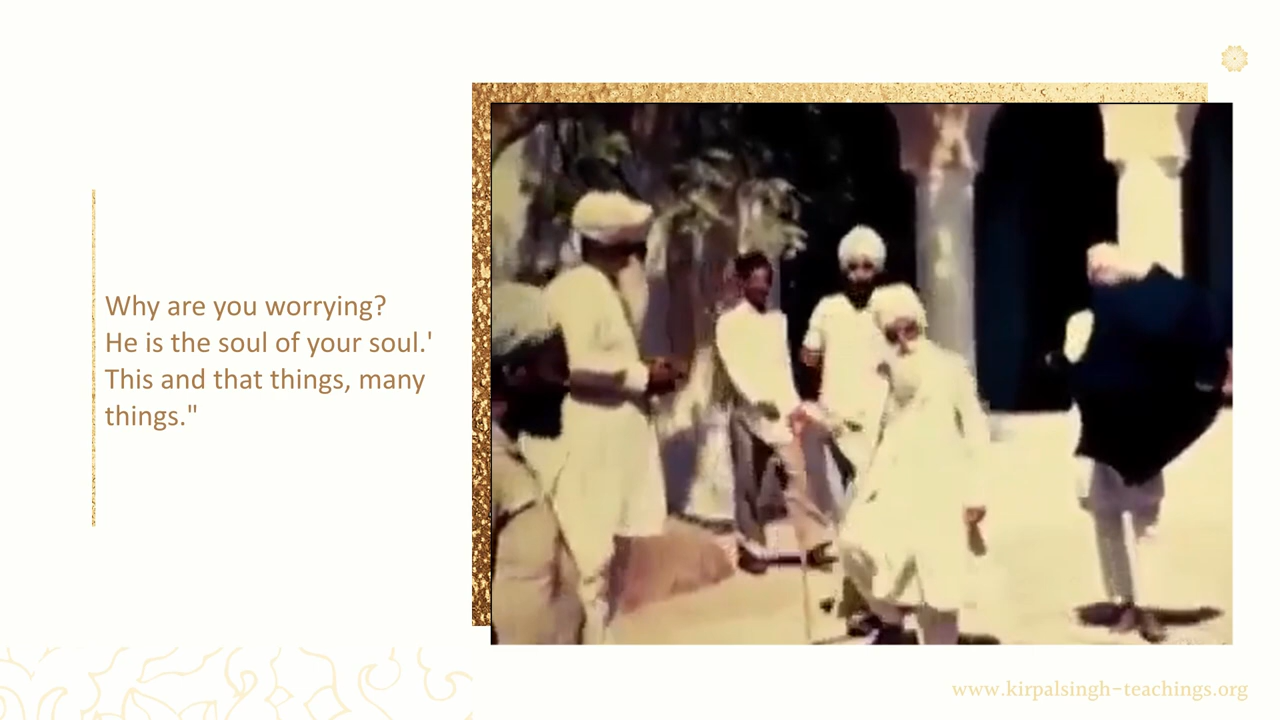 Why are you worrying?
He is the soul of your soul.'
This and that things, many
things."
www.kirpalsingh-teachings.org